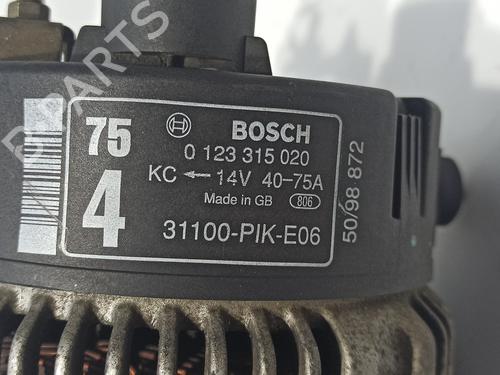 75
BOSCH
0 123 315 020
KC ← 14V 40-75A
Made in GB 806
4
31100-PIK-E06
50/98 872
B PARTS